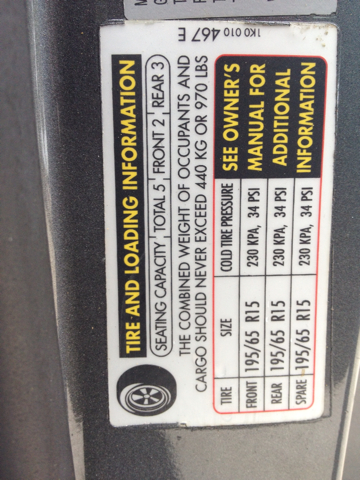 TIRE AND LOADING INFORMATION
SEATING CAPACITY TOTAL 5 FRONT 2 REAR 3
THE COMBINED WEIGHT OF OCCUPANTS AND
CARGO SHOULD NEVER EXCEED 440 KG OR 970 LBS
TIRE SIZE COLD TIRE PRESSURE SEE OWNER'S
FRONT 195/65 R15 230 KPA, 34 PSI MANUAL FOR
REAR 195/65 R15 230 KPA, 34 PSI ADDITIONAL
SPARE 195/65 R15 230 KPA, 34 PSI INFORMATION
1K0 010 467 E